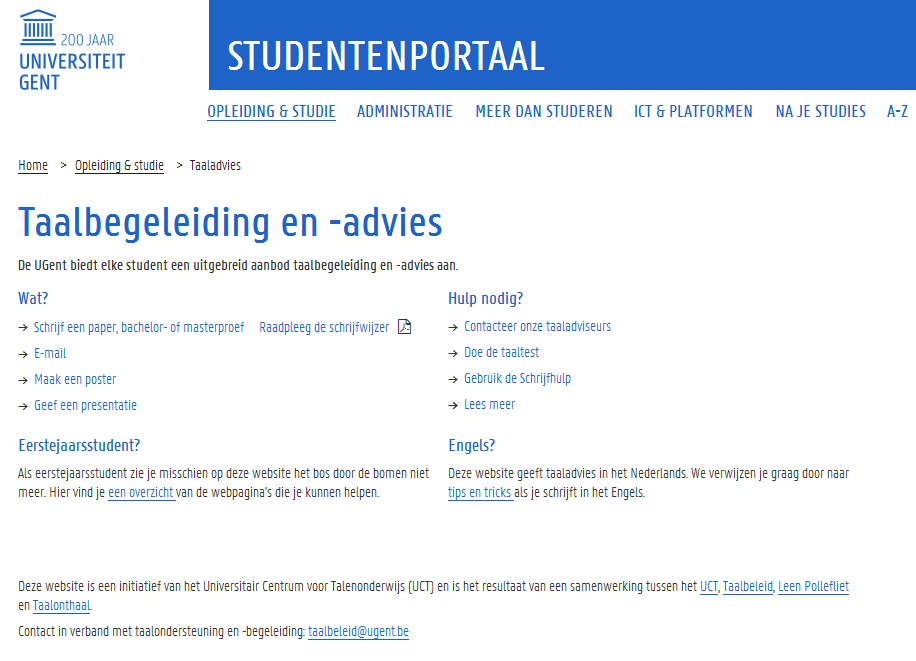 200 JAAR
UNIVERSITEIT
GENT
STUDENTENPORTAAL
OPLEIDING & STUDIE ADMINISTRATIE MEER DAN STUDEREN ICT & PLATFORMEN NA JE STUDIES A-Z
Home > Opleiding & studie > Taaladvies
Taalbegeleiding en -advies
De UGent biedt elke student een uitgebreid aanbod taalbegeleiding en -advies aan.
Wat?
→ Schrijf een paper, bachelor- of masterproef Raadpleeg de schrijfwijzer
→ E-mail
→ Maak een poster
→ Geef een presentatie
Hulp nodig?
→ Contacteer onze taaladviseurs
→ Doe de taaltest
→ Gebruik de Schrijfhulp
→ Lees meer
Eerstejaarsstudent?
Als eerstejaarsstudent zie je misschien op deze website het bos door de bomen niet
meer. Hier vind je een overzicht van de webpagina's die je kunnen helpen.
Engels?
Deze website geeft taaladvies in het Nederlands. We verwijzen je graag door naar
tips en tricks als je schrijft in het Engels.
Deze website is een initiatief van het Universitair Centrum voor Talenonderwijs (UCT) en is het resultaat van een samenwerking tussen het UCT, Taalbeleid, Leen Pollefliet
en Taalonthaal.
Contact in verband met taalondersteuning en -begeleiding: taalbeleid@ugent.be